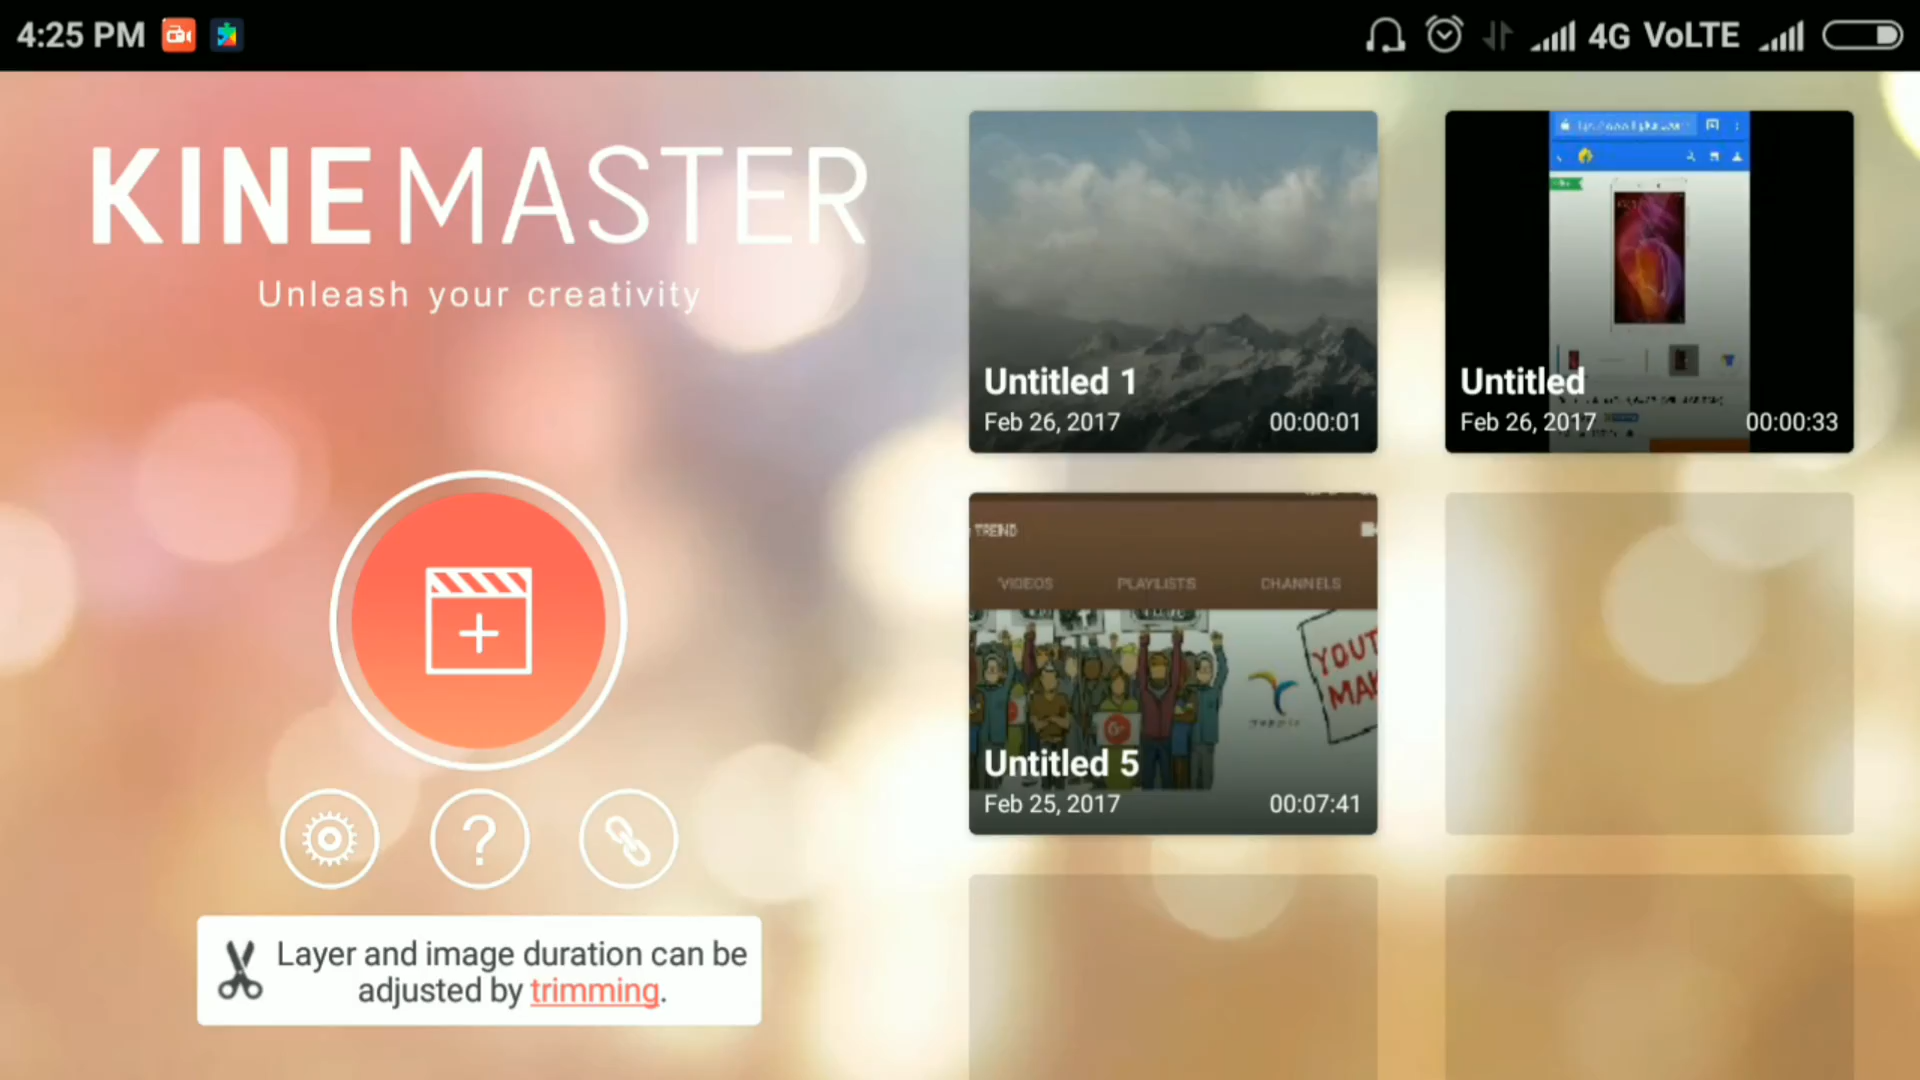 4:25 PM
4G VoLTE
KINEMASTER
Unleash your creativity
Layer and image duration can be
adjusted by trimming.
Untitled 1
Feb 26, 2017 00:00:01
Untitled
Feb 26, 2017 00:00:33
TREND
VIDEOS PLAYLISTS CHANNELS
YOUT
MAK
Untitled 5
Feb 25, 2017 00:07:41